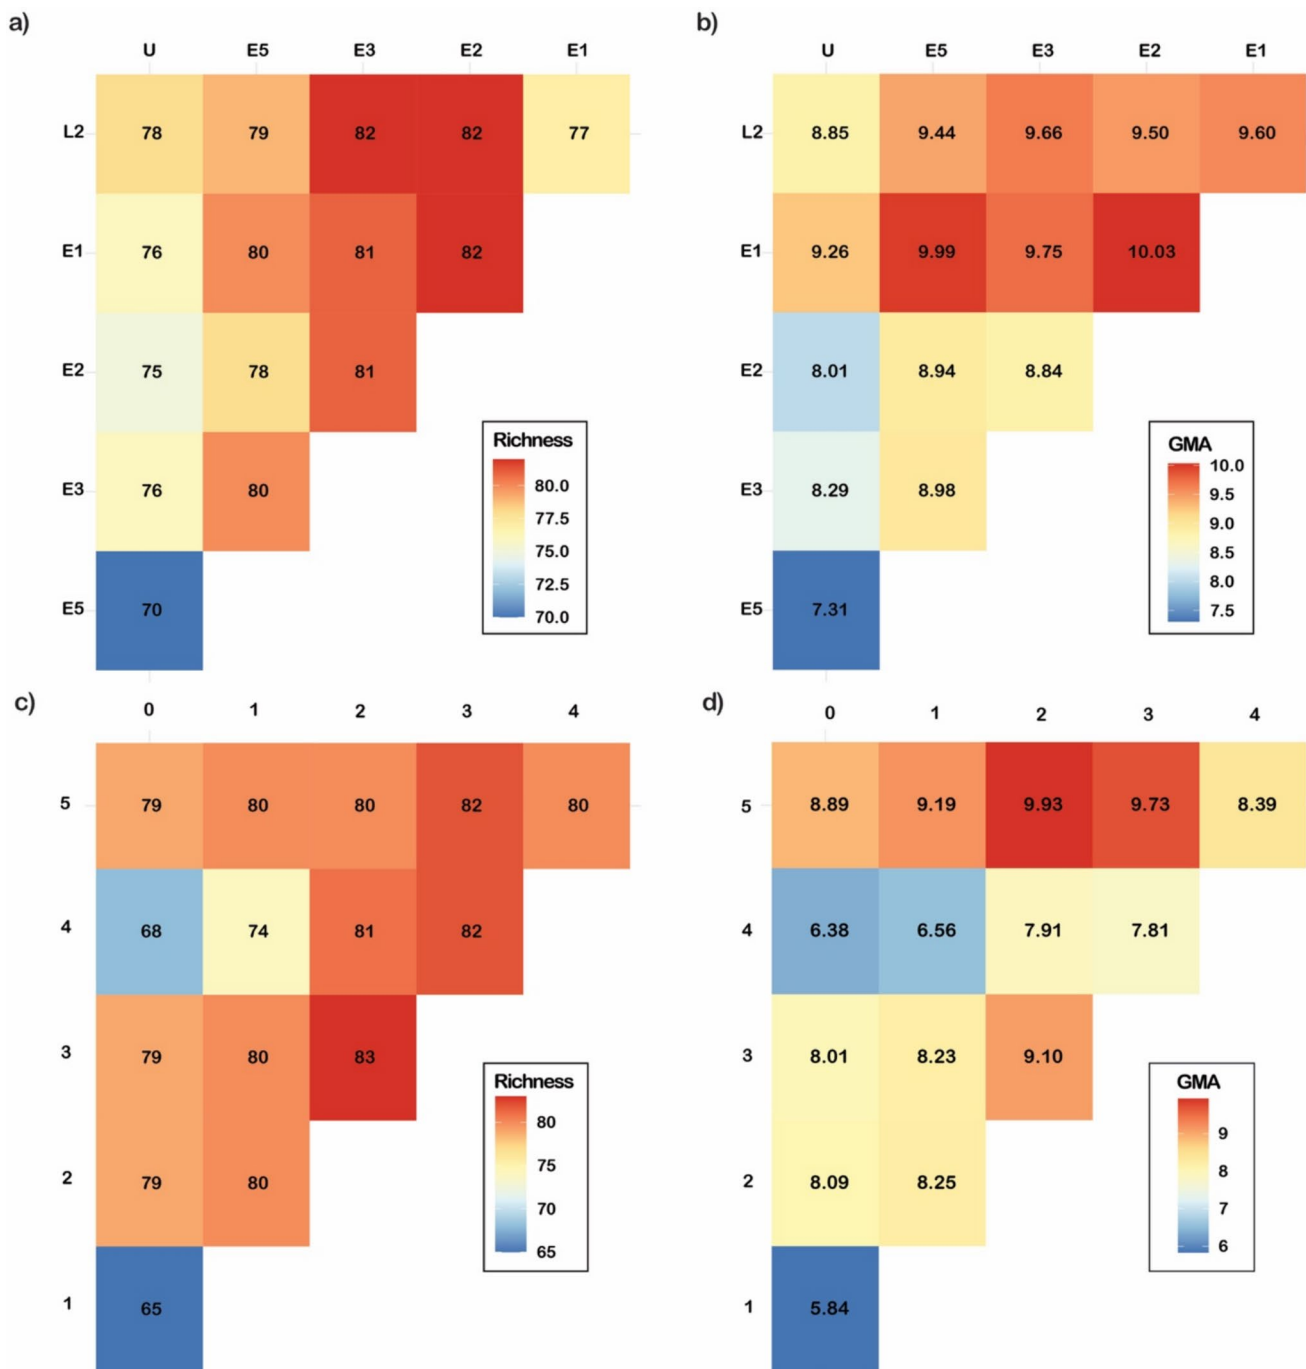 a)
U E5 E3 E2 E1
L2 78 79 82 82 77
E1 76 80 81 82
E2 75 78 81
E3 76 80
E5 70
Richness
80.0
77.5
75.0
72.5
70.0
b)
U E5 E3 E2 E1
L2 8.85 9.44 9.66 9.50 9.60
E1 9.26 9.99 9.75 10.03
E2 8.01 8.94 8.84
E3 8.29 8.98
E5 7.31
GMA
10.0
9.5
9.0
8.5
8.0
7.5
c)
0 1 2 3 4
5 79 80 80 82 80
4 68 74 81 82
3 79 80 83
2 79 80
1 65
Richness
80
75
70
65
d)
0 1 2 3 4
5 8.89 9.19 9.93 9.73 8.39
4 6.38 6.56 7.91 7.81
3 8.01 8.23 9.10
2 8.09 8.25
1 5.84
GMA
9
8
7
6